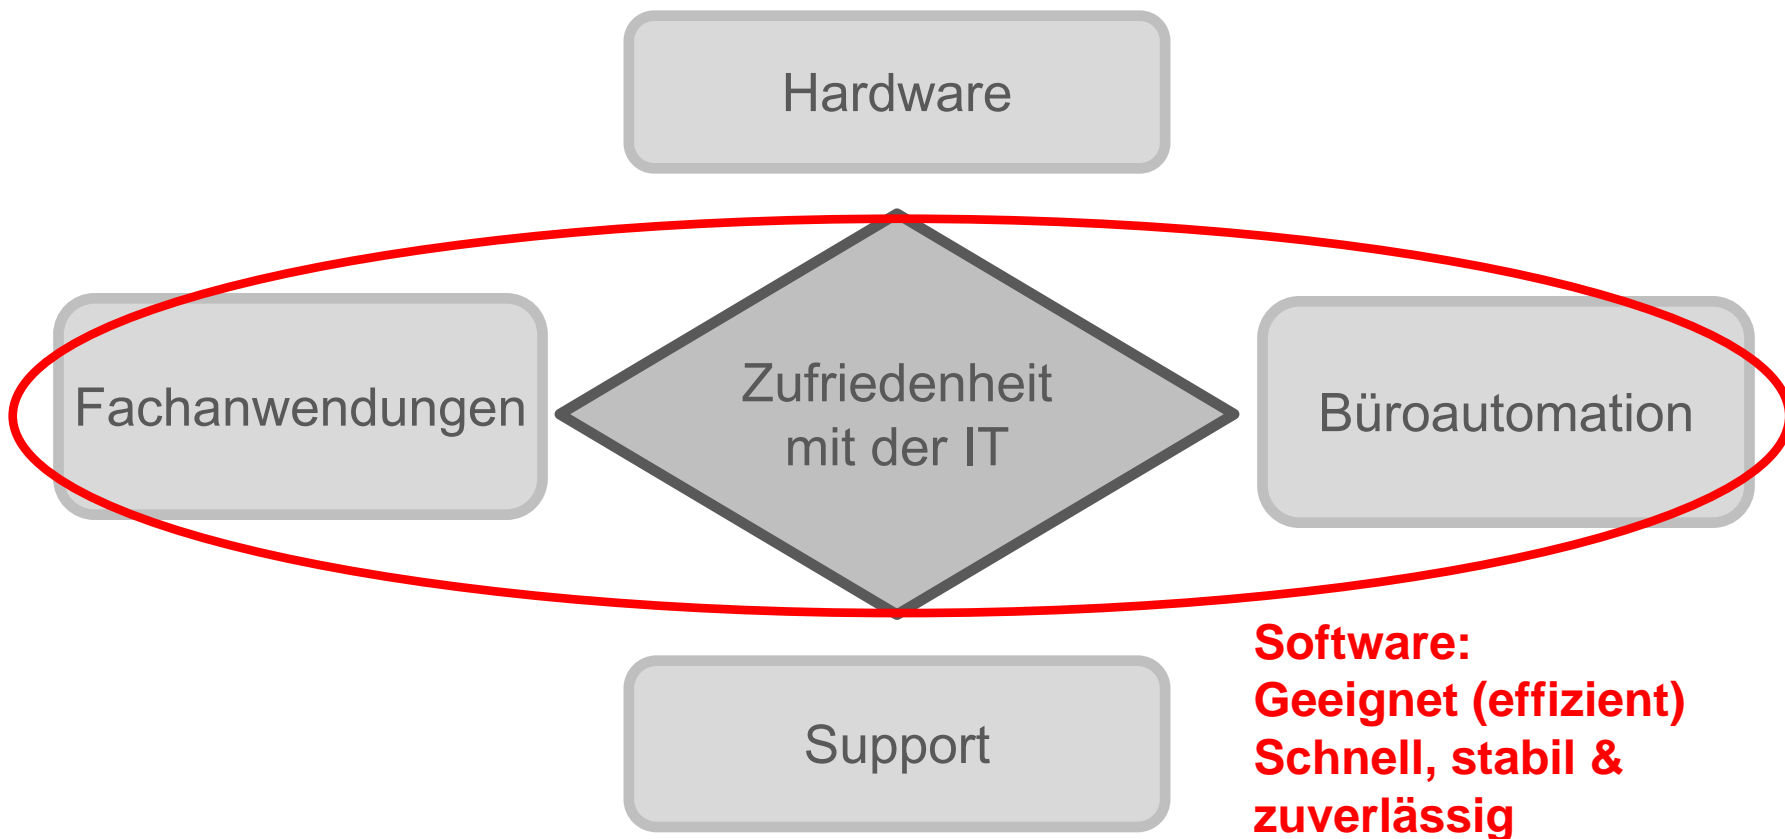 Hardware
Fachanwendungen
Zufriedenheit
mit der IT
Büroautomation
Support
Software:
Geeignet (effizient)
Schnell, stabil &
zuverlässig